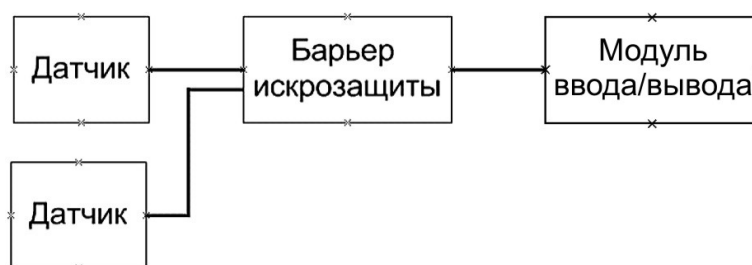 Датчик
Барьер
искрозащиты
Модуль
ввода/вывода
Датчик